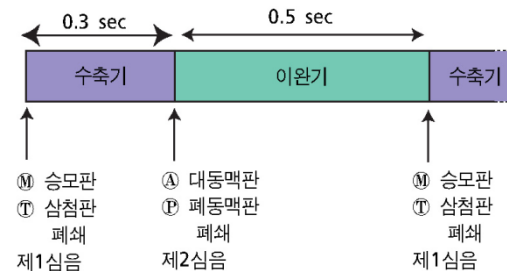 0.3 sec
0.5 sec
수축기
이완기
수축기
Ⓜ 승모판
Ⓣ 삼첨판
폐쇄
제1심음
Ⓐ 대동맥판
Ⓟ 폐동맥판
폐쇄
제2심음
Ⓜ 승모판
Ⓣ 삼첨판
폐쇄
제1심음